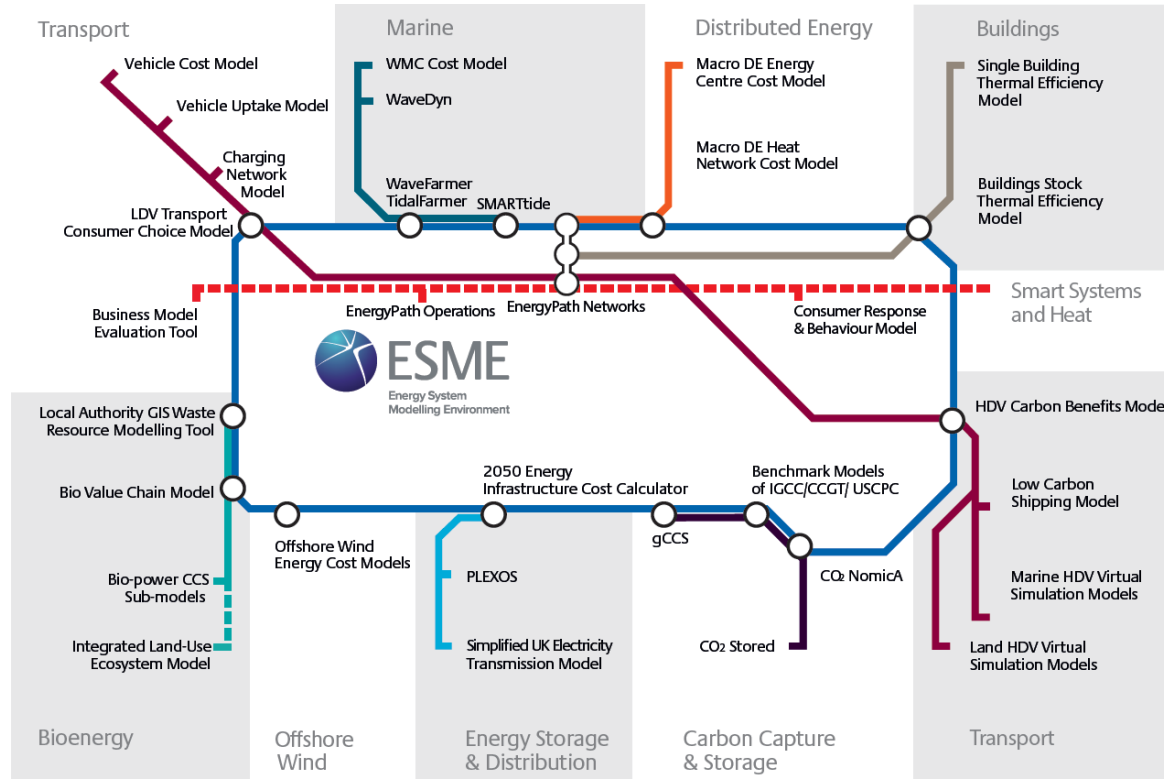 Transport
Marine
Distributed Energy
Buildings
Vehicle Cost Model
WMC Cost Model
Macro DE Energy
Centre Cost Model
Single Building
Thermal Efficiency
Model
Vehicle Uptake Model
WaveDyn
Charging
Network
Model
Macro DE Heat
Network Cost Model
LDV Transport
Consumer Choice Model
WaveFarmer
TidalFarmer
SMARTtide
Buildings Stock
Thermal Efficiency
Model
Business Model
Evaluation Tool
EnergyPath Operations
EnergyPath Networks
Consumer Response
& Behaviour Model
Smart Systems
and Heat
ESME
Energy System
Modelling Environment
Local Authority GIS Waste
Resource Modelling Tool
HDV Carbon Benefits Mode
Bio Value Chain Model
2050 Energy
Infrastructure Cost Calculator
Benchmark Models
of IGCC/CCGT/ USCPC
Low Carbon
Shipping Model
Offshore Wind
Energy Cost Models
gCCS
CO2 NomicA
Bio-power CCS
Sub-models
PLEXOS
Marine HDV Virtual
Simulation Models
Integrated Land-Use
Ecosystem Model
Simplified UK Electricity
Transmission Model
CO2 Stored
Land HDV Virtual
Simulation Models
Bioenergy
Offshore
Wind
Energy Storage
& Distribution
Carbon Capture
& Storage
Transport